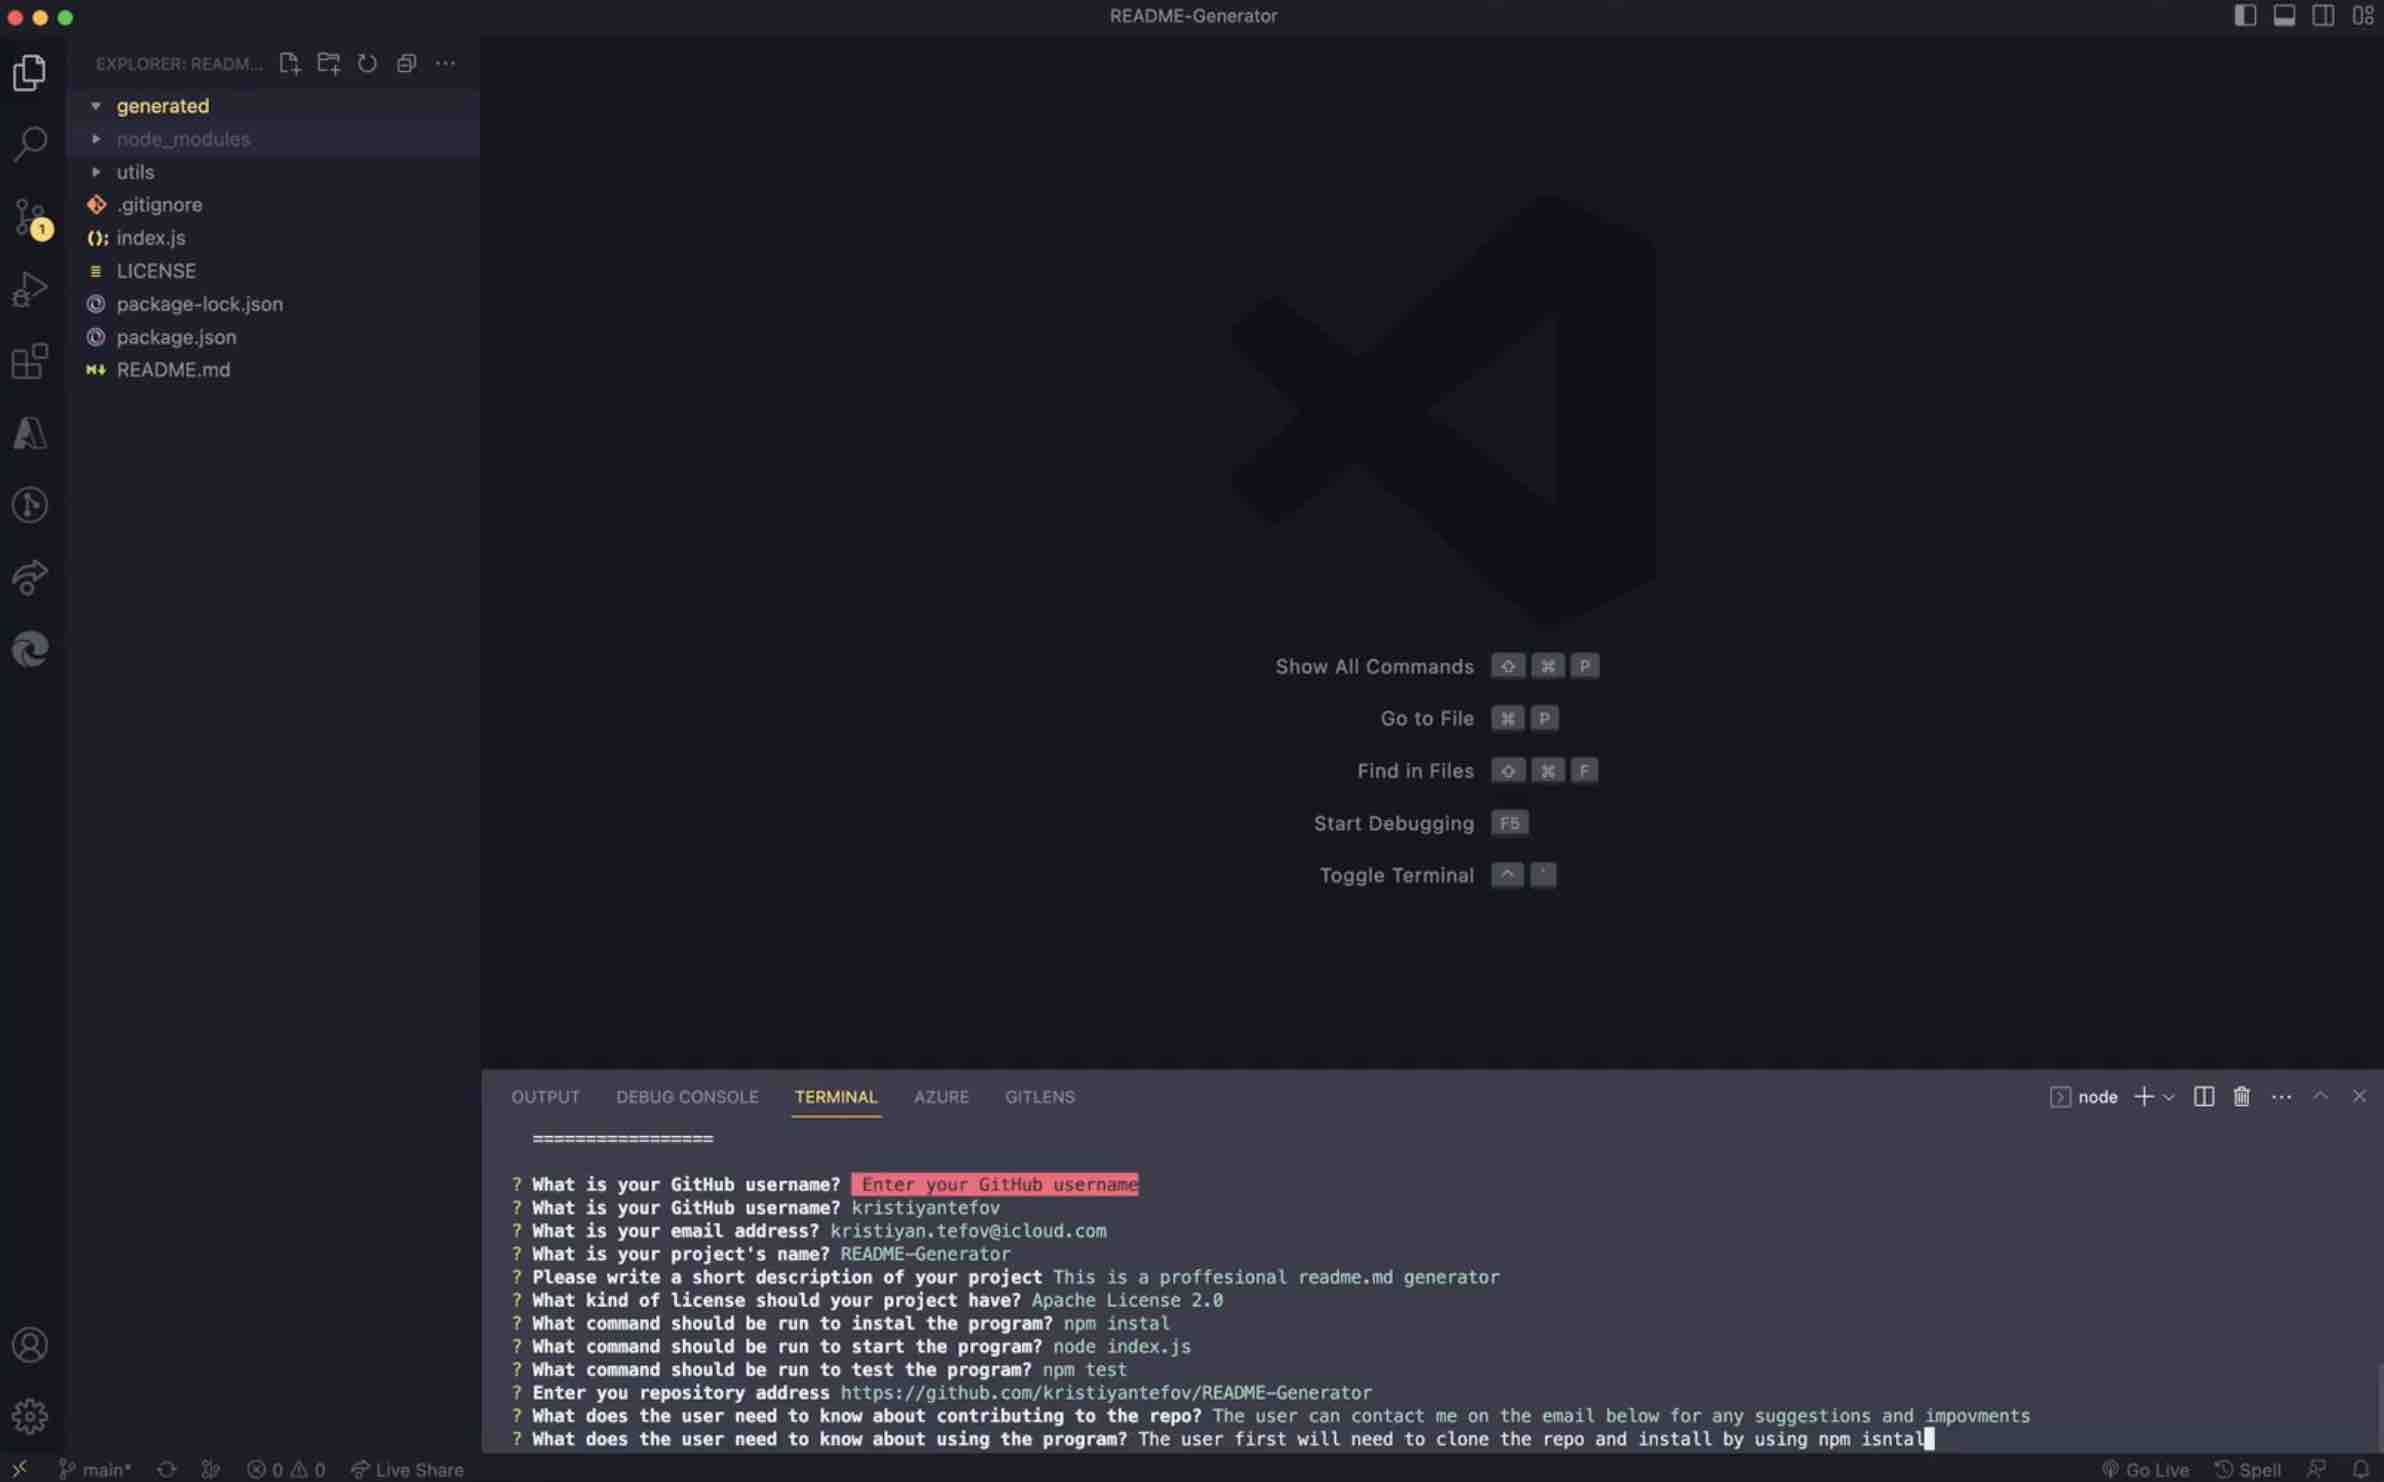 README-Generator
EXPLORER: READM...
generated
node_modules
utils
.gitignore
1
index.js
LICENSE
package-lock.json
package.json
README.md
Show All Commands ⇧ ⌘ P
Go to File ⌘ P
Find in Files ⇧ ⌘ F
Start Debugging F5
Toggle Terminal ^ `
OUTPUT DEBUG CONSOLE TERMINAL AZURE GITLENS node
=================
? What is your GitHub username? Enter your GitHub username
? What is your GitHub username? kristiyantefov
? What is your email address? kristiyan.tefov@icloud.com
? What is your project's name? README-Generator
? Please write a short description of your project This is a proffesional readme.md generator
? What kind of license should your project have? Apache License 2.0
? What command should be run to instal the program? npm instal
? What command should be run to start the program? node index.js
? What command should be run to test the program? npm test
? Enter you repository address https://github.com/kristiyantefov/README-Generator
? What does the user need to know about contributing to the repo? The user can contact me on the email below for any suggestions and impovments
? What does the user need to know about using the program? The user first will need to clone the repo and install by using npm isntal
main* 0 0 Live Share Go Live Spell